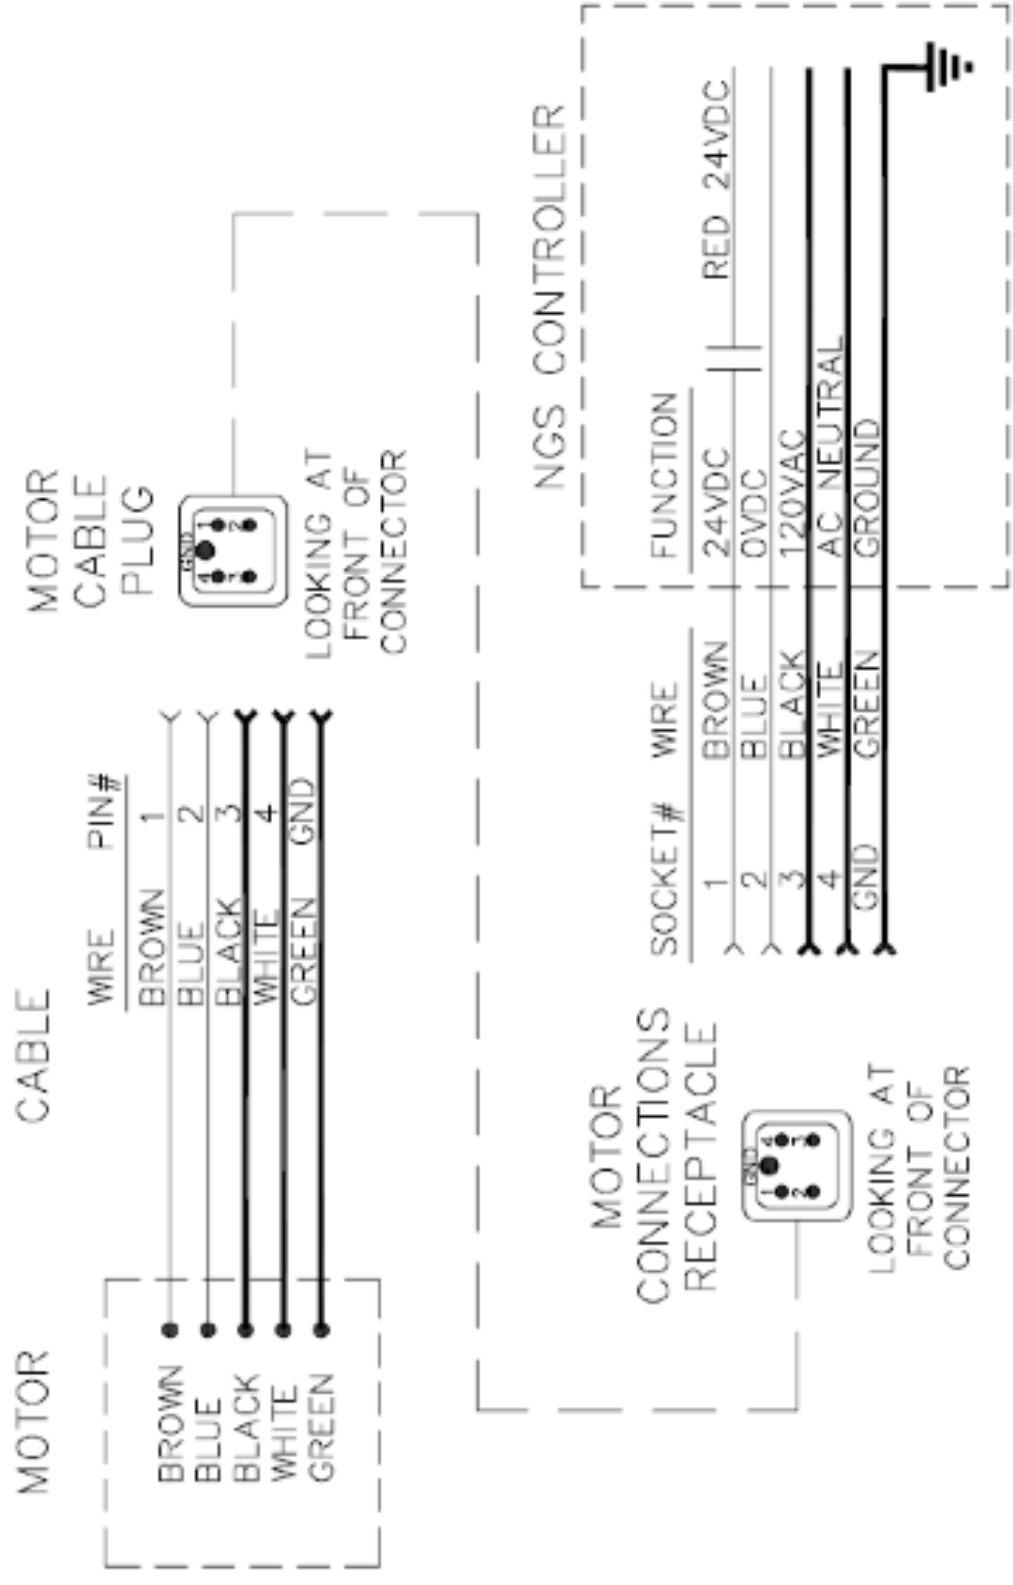 MOTOR
CABLE
WIRE PIN#
BROWN BROWN 1
BLUE BLUE 2
BLACK BLACK 3
WHITE WHITE 4
GREEN GREEN GND
MOTOR
CABLE
PLUG
GND
4 1
3 2
LOOKING AT
FRONT OF
CONNECTOR
NGS CONTROLLER
MOTOR
CONNECTIONS
RECEPTACLE
GND
1 4
2 3
LOOKING AT
FRONT OF
CONNECTOR
SOCKET# WIRE FUNCTION
1 BROWN 24VDC RED 24VDC
2 BLUE 0VDC
3 BLACK 120VAC
4 WHITE AC NEUTRAL
GND GREEN GROUND